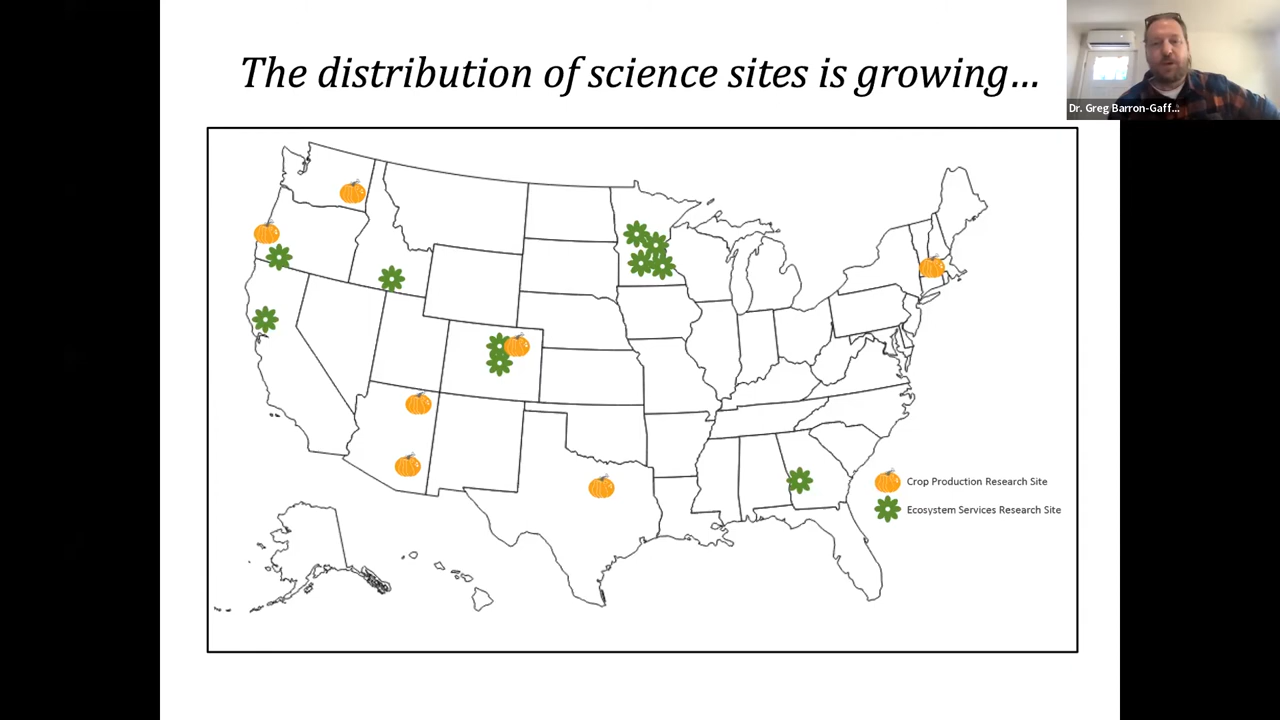 The distribution of science sites is growing...
Dr. Greg Barron-Gaff...
Crop Production Research Site
Ecosystem Services Research Site